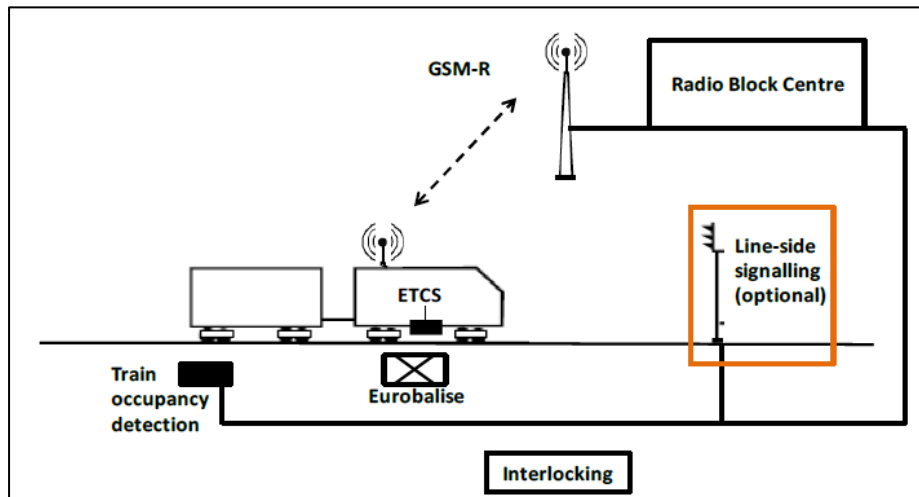 GSM-R
Radio Block Centre
Line-side
signalling
(optional)
ETCS
Train
occupancy
detection
Eurobalise
Interlocking